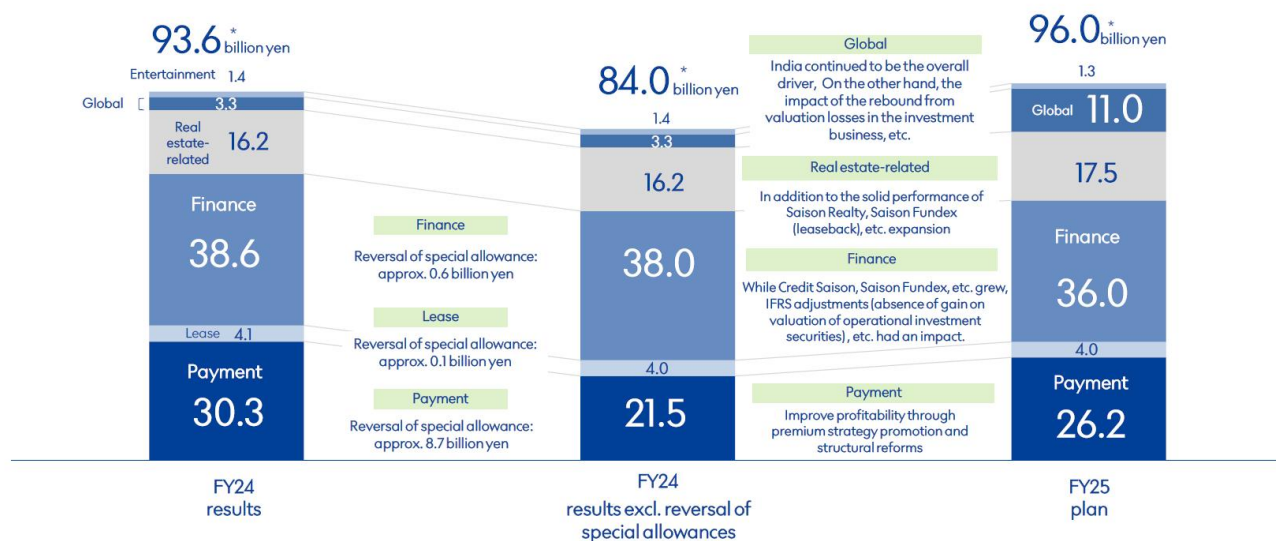 93.6 * billion yen
Entertainment 1.4
Global 3.3
Real estate-related 16.2
Finance
38.6
Lease 4.1
Payment
30.3
FY24
results
Finance
Reversal of special allowance:
approx. 0.6 billion yen
Lease
Reversal of special allowance:
approx. 0.1 billion yen
Payment
Reversal of special allowance:
approx. 8.7 billion yen
84.0 * billion yen
1.4
3.3
16.2
38.0
4.0
21.5
FY24
results excl. reversal of
special allowances
Global
India continued to be the overall
driver, On the other hand, the
impact of the rebound from
valuation losses in the investment
business, etc.
Real estate-related
In addition to the solid performance of
Saison Realty, Saison Fundex
(leaseback), etc. expansion
Finance
While Credit Saison, Saison Fundex, etc. grew,
IFRS adjustments (absence of gain on
valuation of operational investment
securities), etc. had an impact.
Payment
Improve profitability through
premium strategy promotion and
structural reforms
96.0 * billion yen
1.3
Global 11.0
17.5
Finance
36.0
4.0
Payment
26.2
FY25
plan